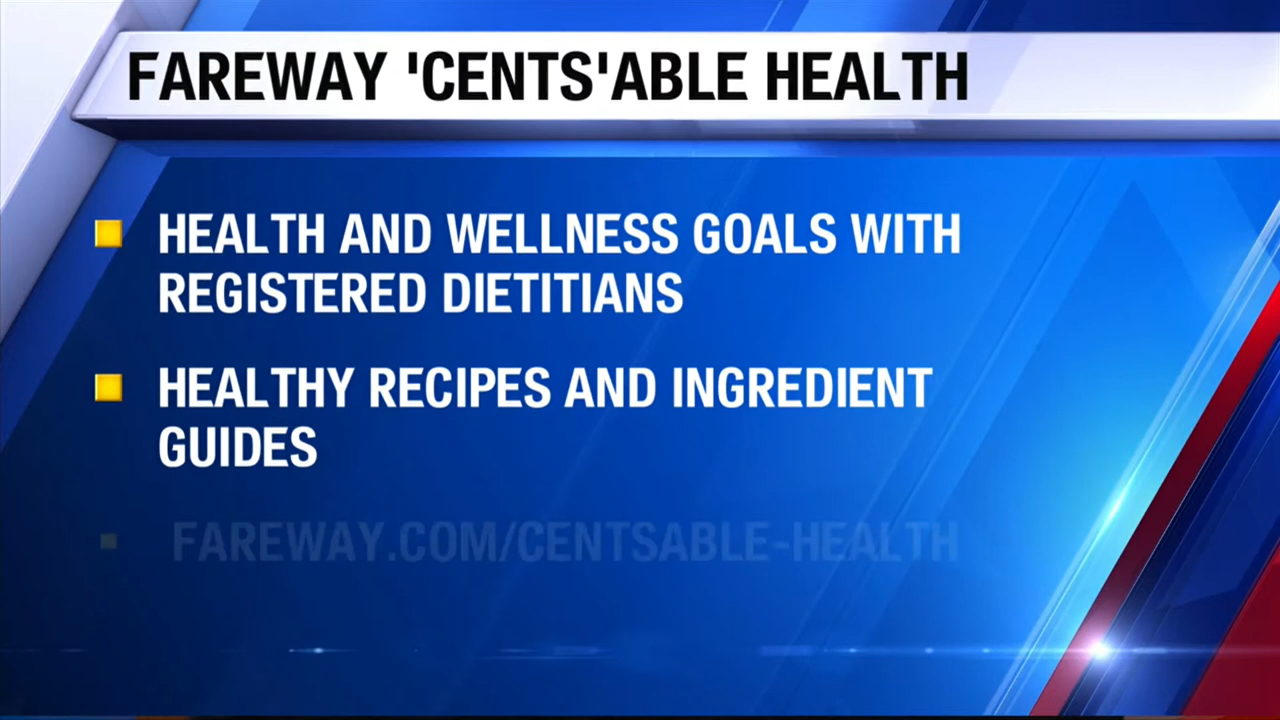 FAREWAY 'CENTS'ABLE HEALTH
HEALTH AND WELLNESS GOALS WITH
REGISTERED DIETITIANS
HEALTHY RECIPES AND INGREDIENT
GUIDES
FAREWAY.COM/CENTSABLE-HEALTH